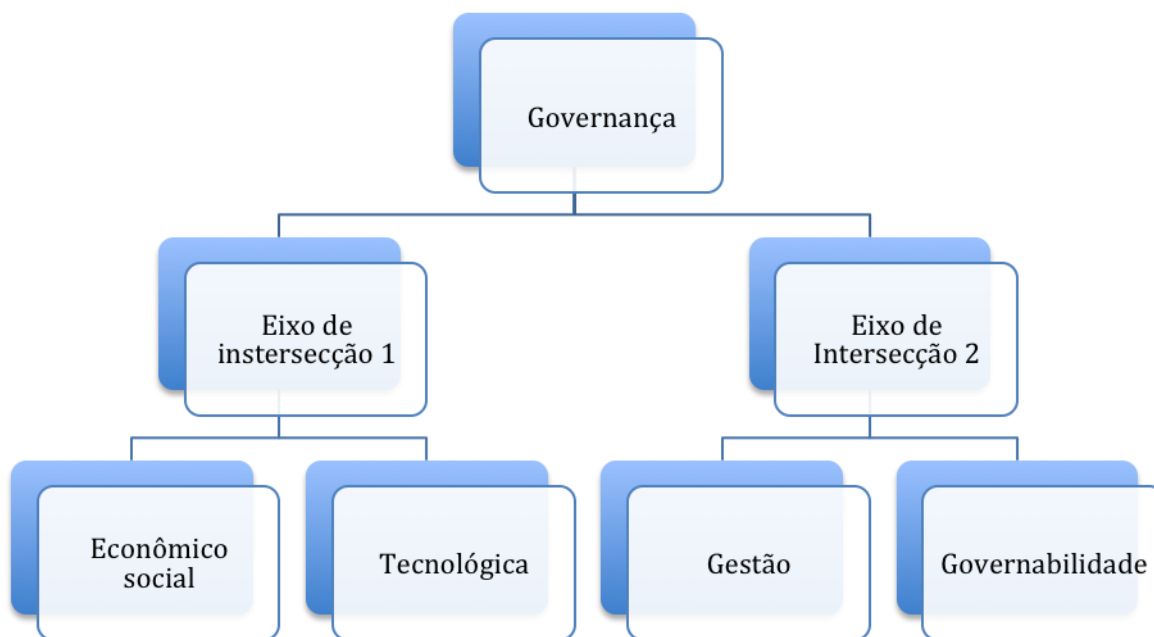 Governança
Eixo de
instersecção 1
Eixo de
Intersecção 2
Econômico
social
Tecnológica
Gestão
Governabilidade